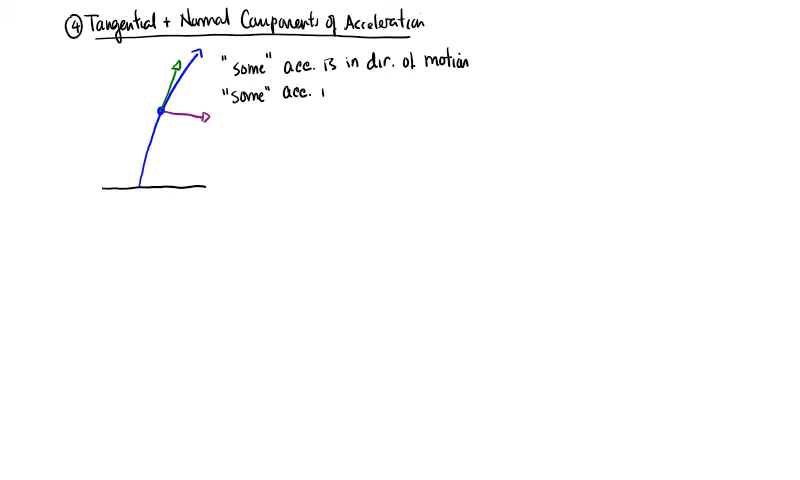 ④ Tangential + Normal Components of Acceleration
"some" acc. is in dir. of motion
"some" acc.